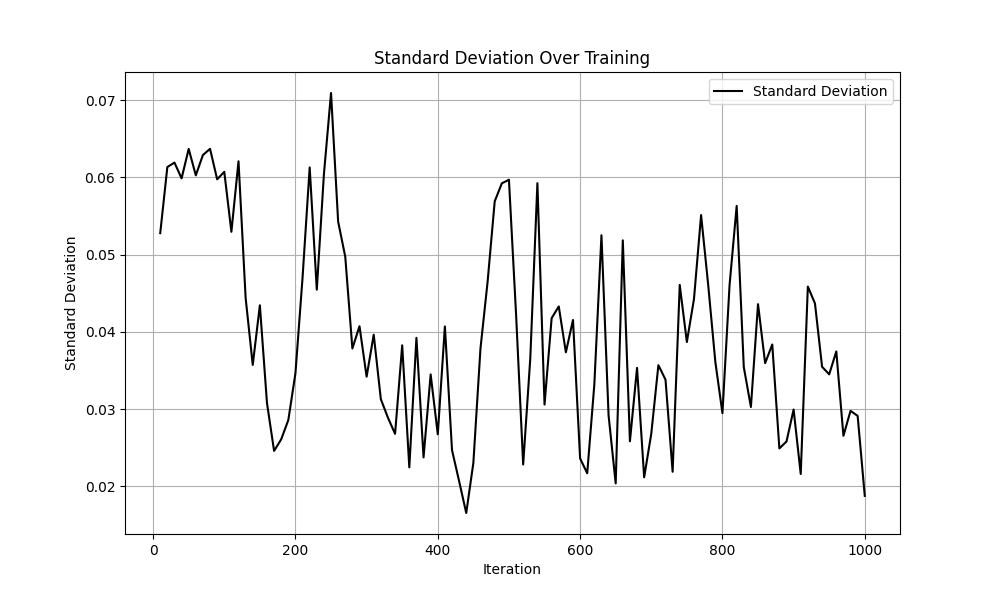 Standard Deviation Over Training
Standard Deviation
0.07
0.06
0.05
0.04
0.03
0.02
Standard Deviation
0 200 400 600 800 1000
Iteration